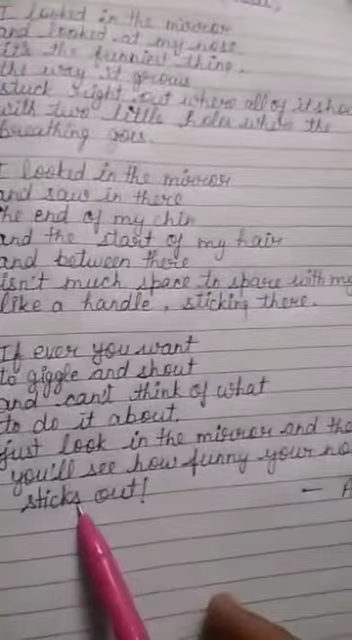 I looked in the mirror
and looked at my nose
it's the funniest thing.
the way it grows
stuck right out where all of it sho
with two little holes where the
breathing goes.
I looked in the mirror
and saw in there
the end of my chin
and the start of my hair
and between there
isn't much space to spare with my
like a handle, sticking there.
If ever you want
to giggle and shout
and can't think of what
to do it about.
just look in the mirror and the
you'll see how funny your no
sticks out!
—